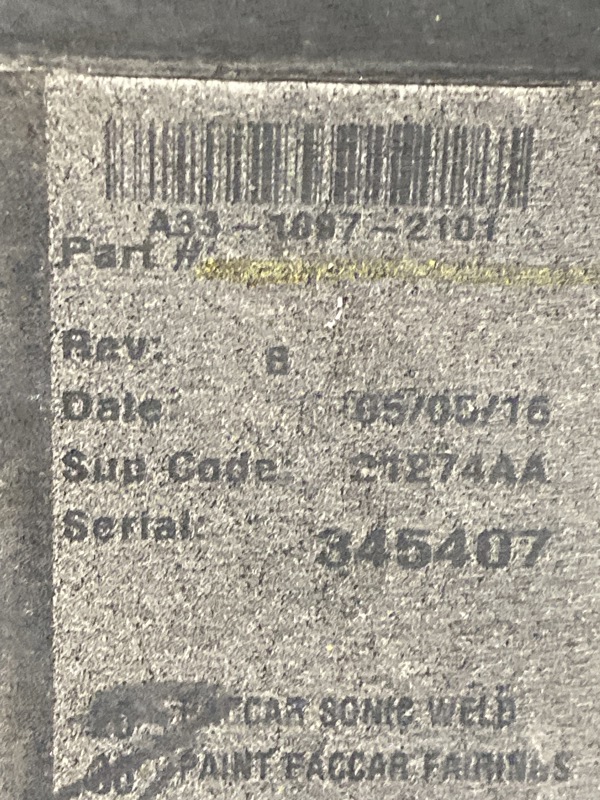 A33-1097-2101
Part #:
Rev: 6
Date: 05/05/16
Sup Code: 21274AA
Serial: 345407
PACCAR SONIC WELD
PAINT PACCAR FAIRINGS